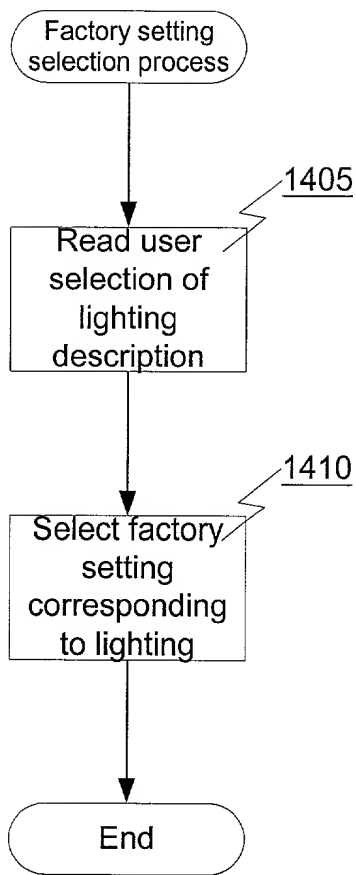 Factory setting
selection process
1405
Read user
selection of
lighting
description
1410
Select factory
setting
corresponding
to lighting
End